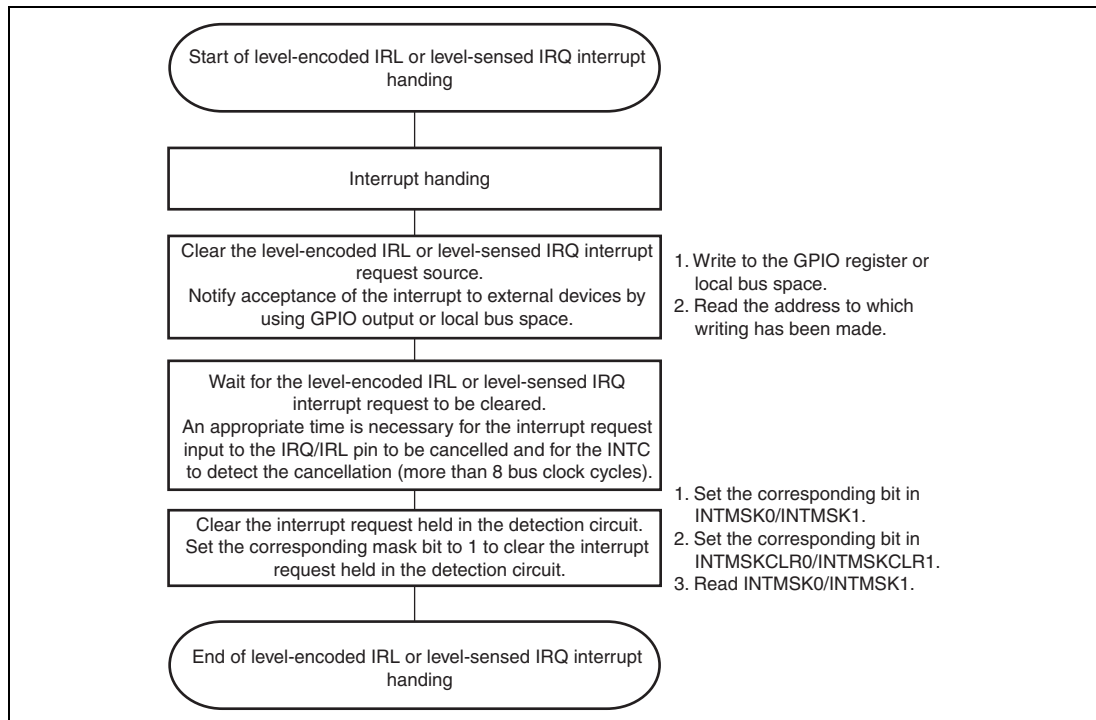 Start of level-encoded IRL or level-sensed IRQ interrupt
handing
Interrupt handing
Clear the level-encoded IRL or level-sensed IRQ interrupt
request source.
Notify acceptance of the interrupt to external devices by
using GPIO output or local bus space.
1. Write to the GPIO register or
local bus space.
2. Read the address to which
writing has been made.
Wait for the level-encoded IRL or level-sensed IRQ
interrupt request to be cleared.
An appropriate time is necessary for the interrupt request
input to the IRQ/IRL pin to be cancelled and for the INTC
to detect the cancellation (more than 8 bus clock cycles).
Clear the interrupt request held in the detection circuit.
Set the corresponding mask bit to 1 to clear the interrupt
request held in the detection circuit.
1. Set the corresponding bit in
INTMSK0/INTMSK1.
2. Set the corresponding bit in
INTMSKCLR0/INTMSKCLR1.
3. Read INTMSK0/INTMSK1.
End of level-encoded IRL or level-sensed IRQ interrupt
handing